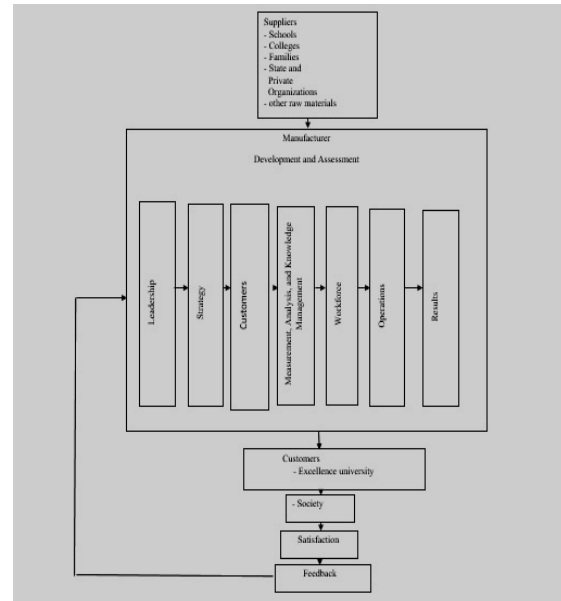 Suppliers
- Schools
- Colleges
- Families
- State and
Private
Organizations
- other raw materials
Manufacturer
Development and Assessment
Leadership
Strategy
Customers
Measurement, Analysis, and Knowledge
Management
Workforce
Operations
Results
Customers
- Excellence university
- Society
Satisfaction
Feedback